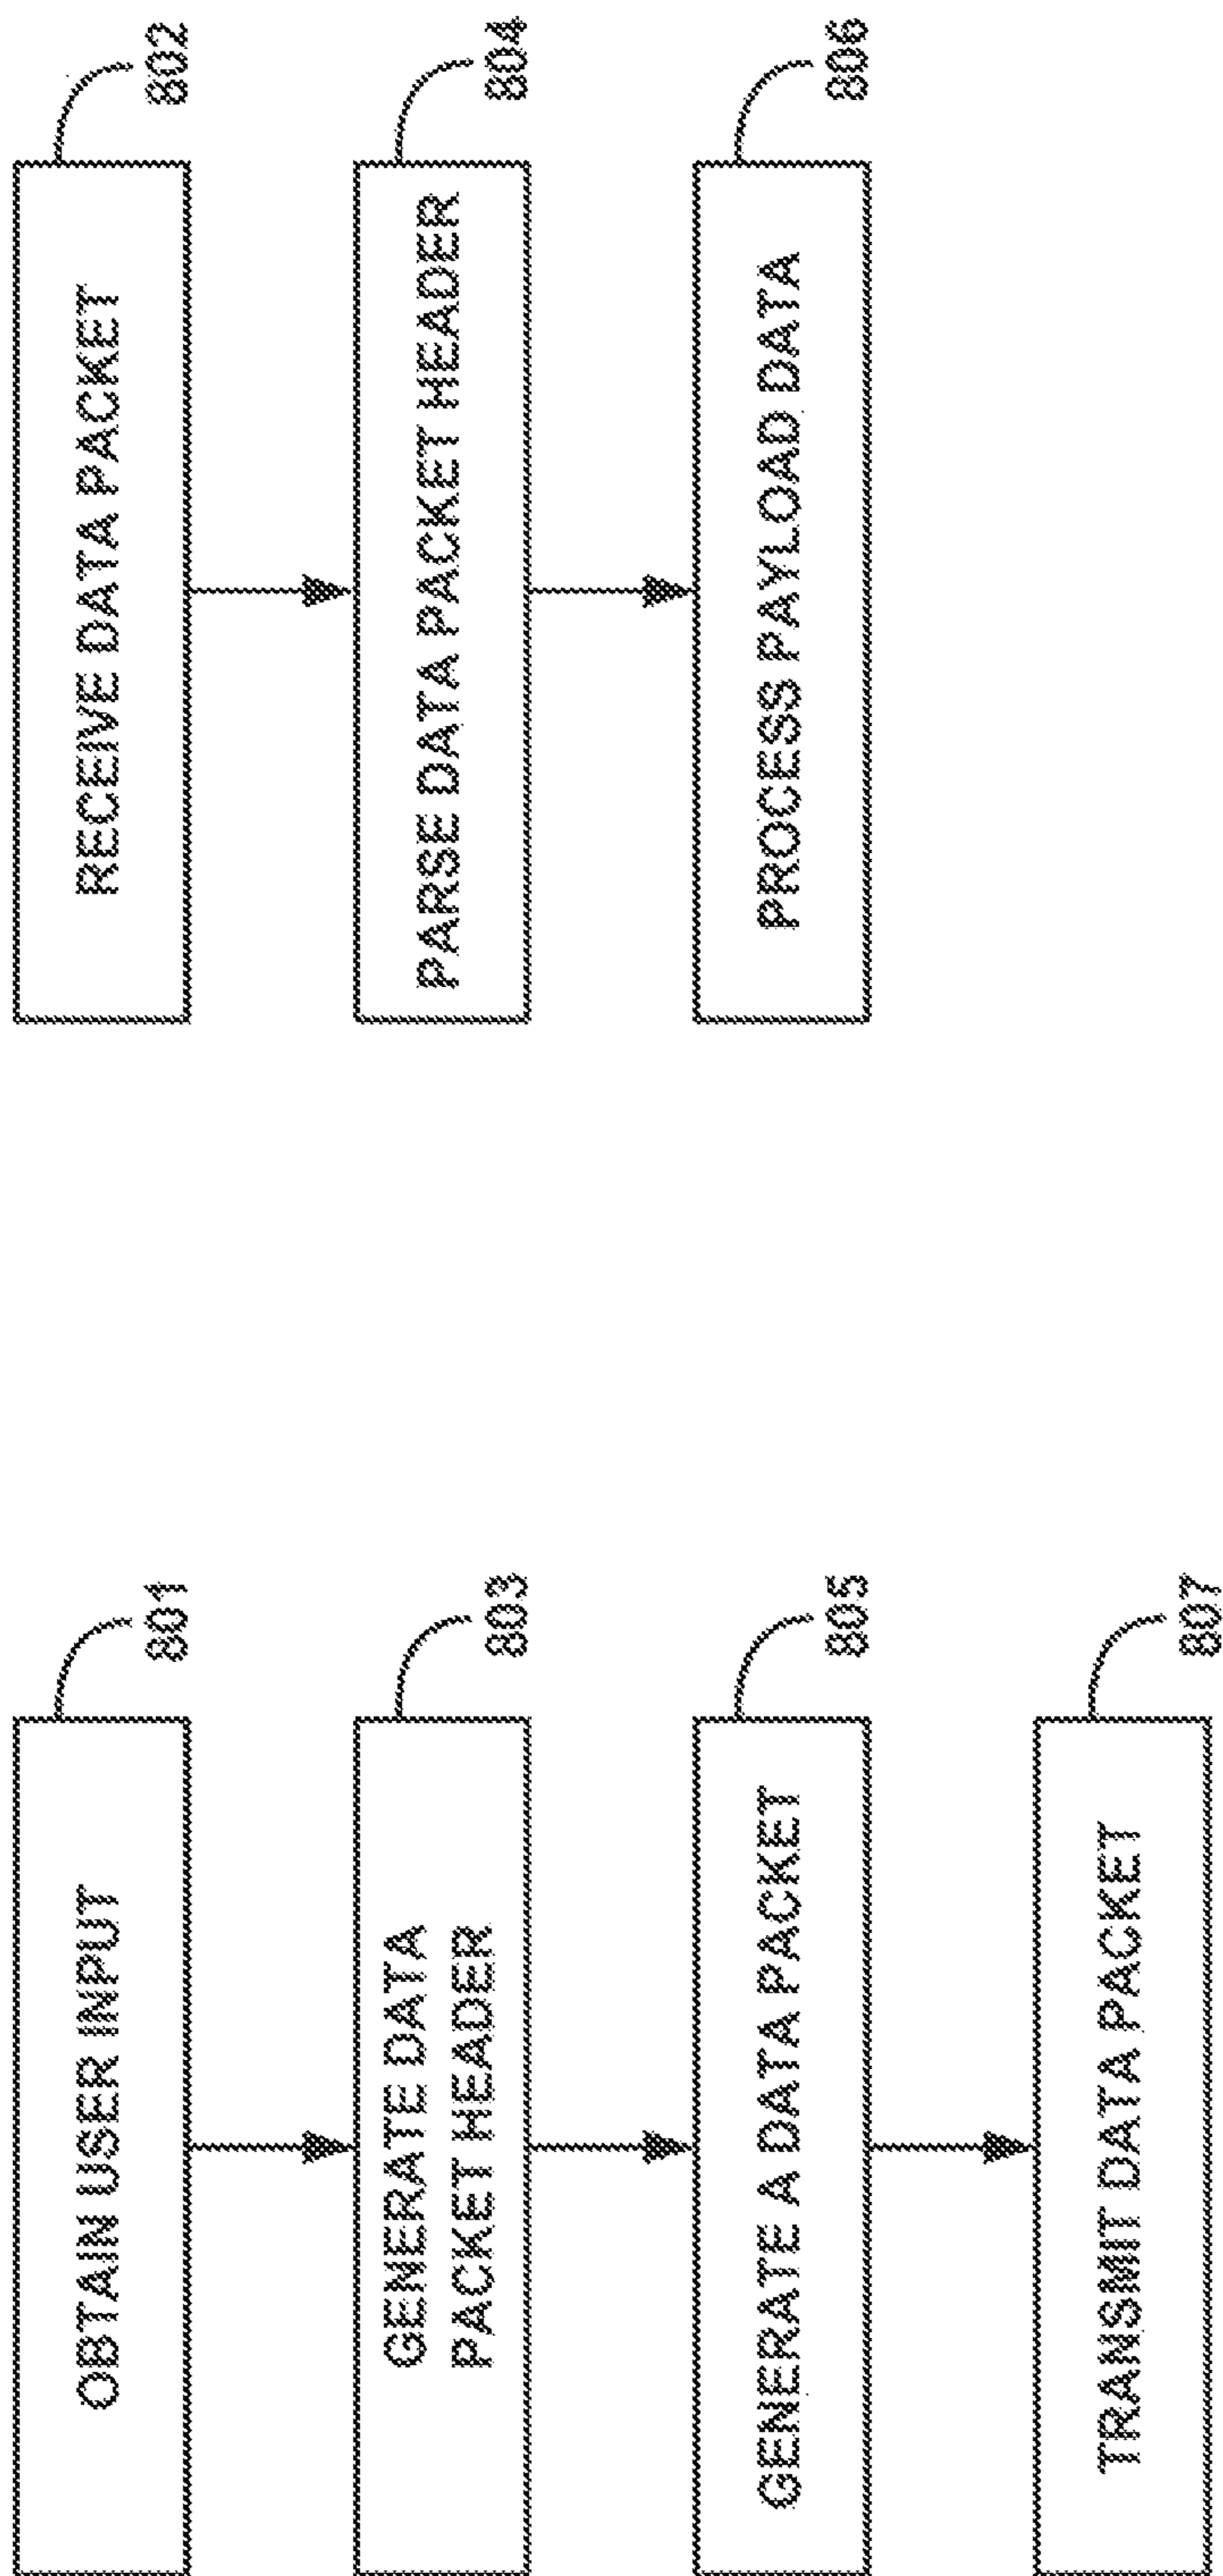 OBTAIN USER INPUT
801
GENERATE DATA
PACKET HEADER
803
GENERATE A DATA PACKET
805
TRANSMIT DATA PACKET
807
RECEIVE DATA PACKET
802
PARSE DATA PACKET HEADER
804
PROCESS PAYLOAD DATA
806